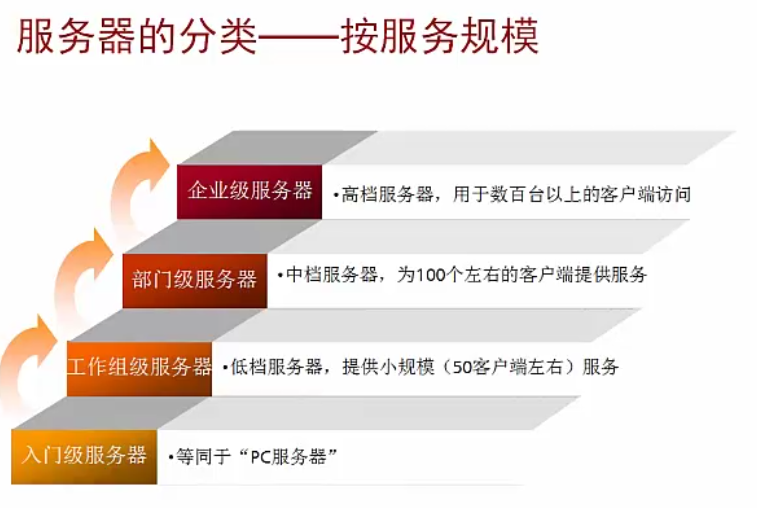 服务器的分类——按服务规模
企业级服务器 •高档服务器，用于数百台以上的客户端访问
部门级服务器 •中档服务器，为100个左右的客户端提供服务
工作组级服务器 •低档服务器，提供小规模（50客户端左右）服务
入门级服务器 •等同于“PC服务器”